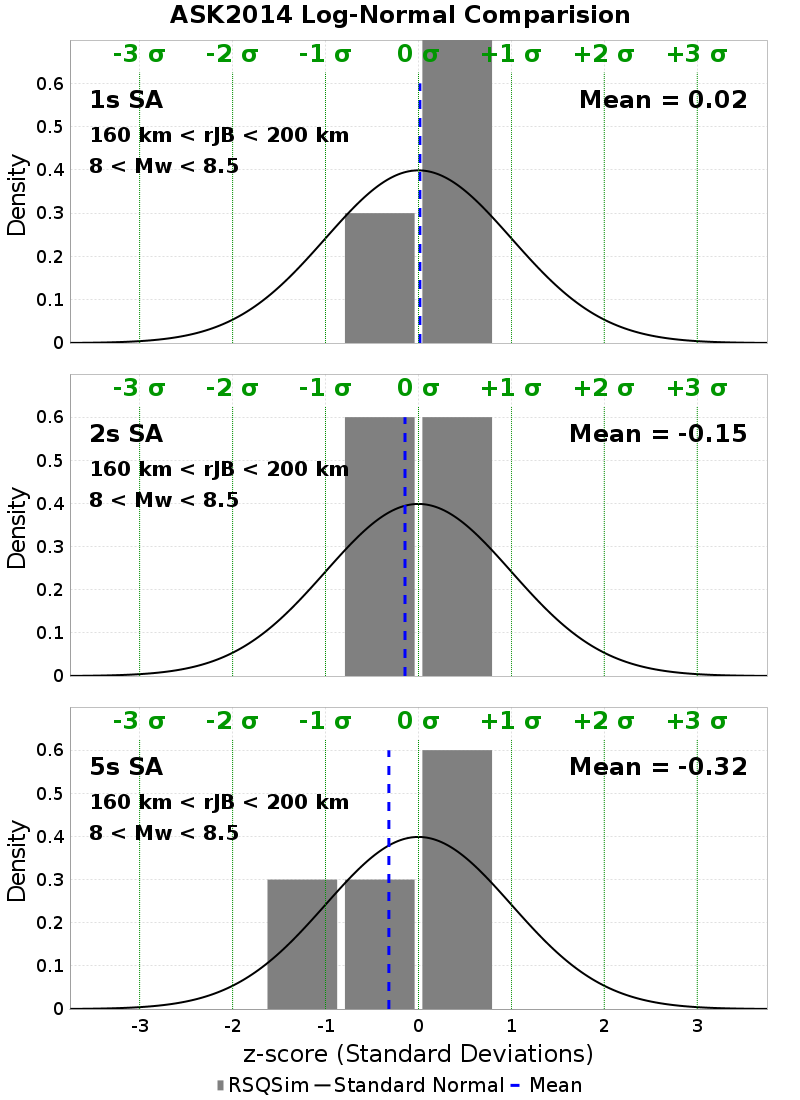 ASK2014 Log-Normal Comparision
-3 σ -2 σ -1 σ 0 σ +1 σ +2 σ +3 σ
0.6
1s SA Mean = 0.02
0.5
160 km < rJB < 200 km
8 < Mw < 8.5
0.4
Density
0.3
0.2
0.1
0
-3 σ -2 σ -1 σ 0 σ +1 σ +2 σ +3 σ
0.6
2s SA Mean = -0.15
0.5
160 km < rJB < 200 km
8 < Mw < 8.5
0.4
Density
0.3
0.2
0.1
0
-3 σ -2 σ -1 σ 0 σ +1 σ +2 σ +3 σ
0.6
5s SA Mean = -0.32
0.5
160 km < rJB < 200 km
8 < Mw < 8.5
0.4
Density
0.3
0.2
0.1
0
-3 -2 -1 0 1 2 3
z-score (Standard Deviations)
RSQSim Standard Normal Mean